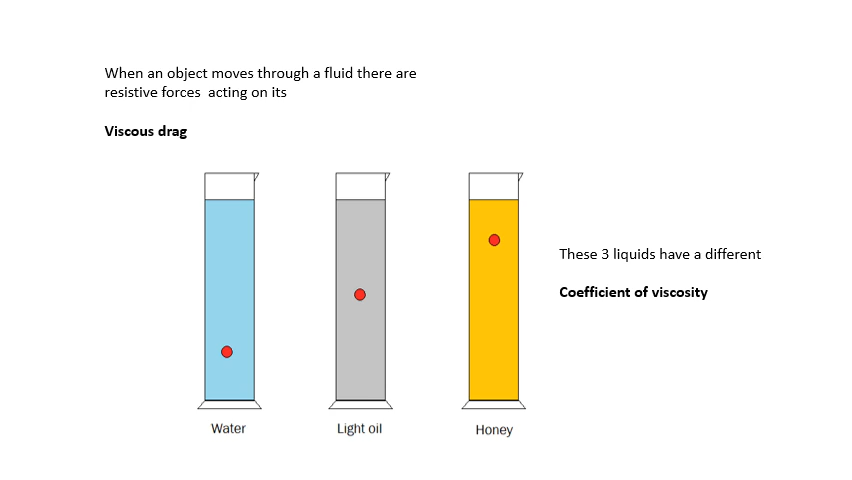 When an object moves through a fluid there are
resistive forces  acting on its
Viscous drag
These 3 liquids have a different
Coefficient of viscosity
Water
Light oil
Honey